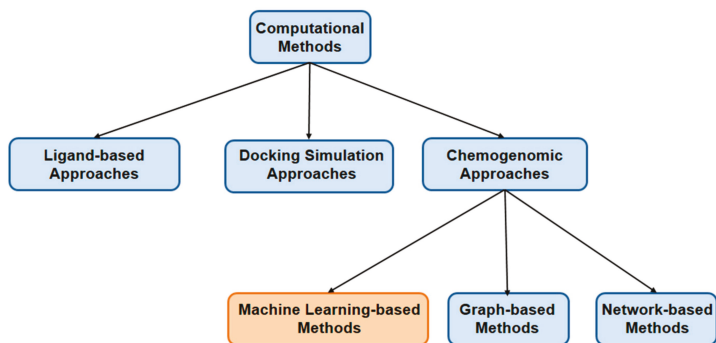 Computational
Methods
Ligand-based
Approaches
Docking Simulation
Approaches
Chemogenomic
Approaches
Machine Learning-based
Methods
Graph-based
Methods
Network-based
Methods